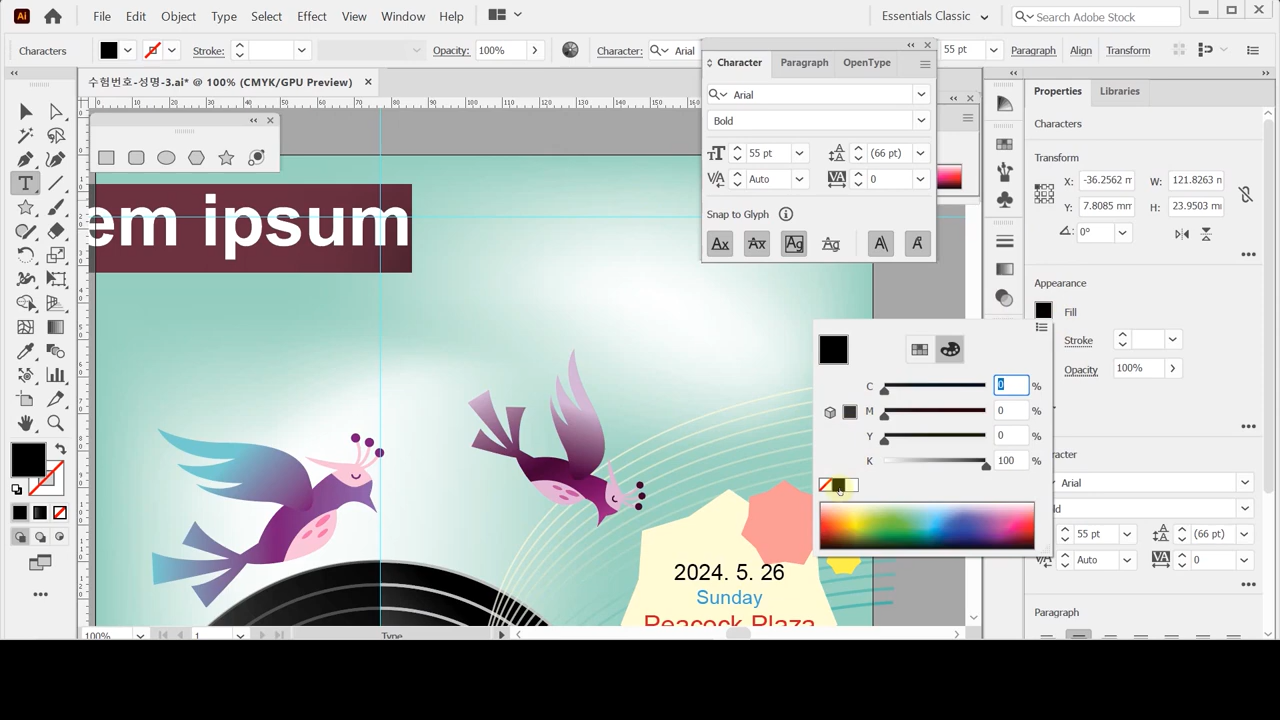 Ai File Edit Object Type Select Effect View Window Help Essentials Classic Search Adobe Stock
Characters Stroke: Opacity: 100% Character: Arial 55 pt Paragraph Align Transform
수험번호-성명-3.ai* @ 100% (CMYK/GPU Preview)
Character Paragraph OpenType
Arial
Bold
55 pt (66 pt)
Auto 0
Snap to Glyph
Properties Libraries
Characters
Transform
X: -36.2562 m W: 121.8263 m
Y: 7.8085 mm H: 23.9503 mm
0°
Appearance
Fill
Stroke
Opacity 100%
em ipsum
C 0 %
M 0 %
Y 0 %
K 100 %
Arial
55 pt (66 pt)
Auto 0
Paragraph
2024. 5. 26
Sunday
Peacock Plaza
100% 1 Type